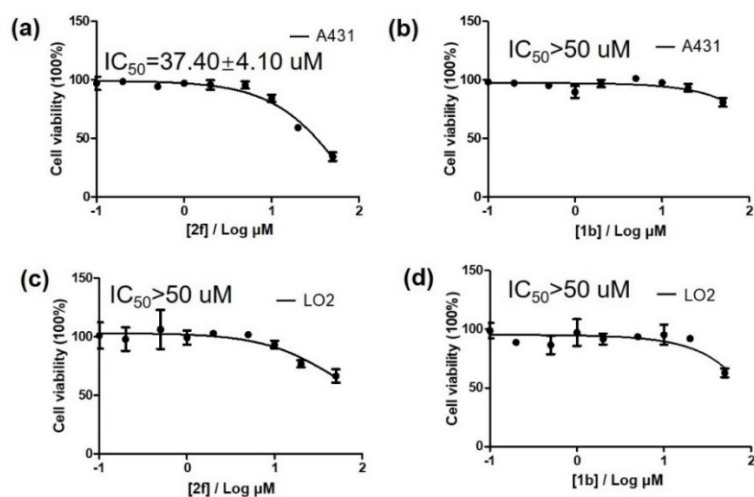 (a)
IC50=37.40±4.10 uM
A431
150
100
50
0
-1
0
1
2
Cell viability (100%)
[2f] / Log µM
(b)
IC50>50 uM
A431
150
100
50
0
-1
0
1
2
Cell viability (100%)
[1b] / Log µM
(c)
IC50>50 uM
LO2
150
100
50
0
-1
0
1
2
Cell viability (100%)
[2f] / Log µM
(d)
IC50>50 uM
LO2
150
100
50
0
-1
0
1
2
Cell viability (100%)
[1b] / Log µM